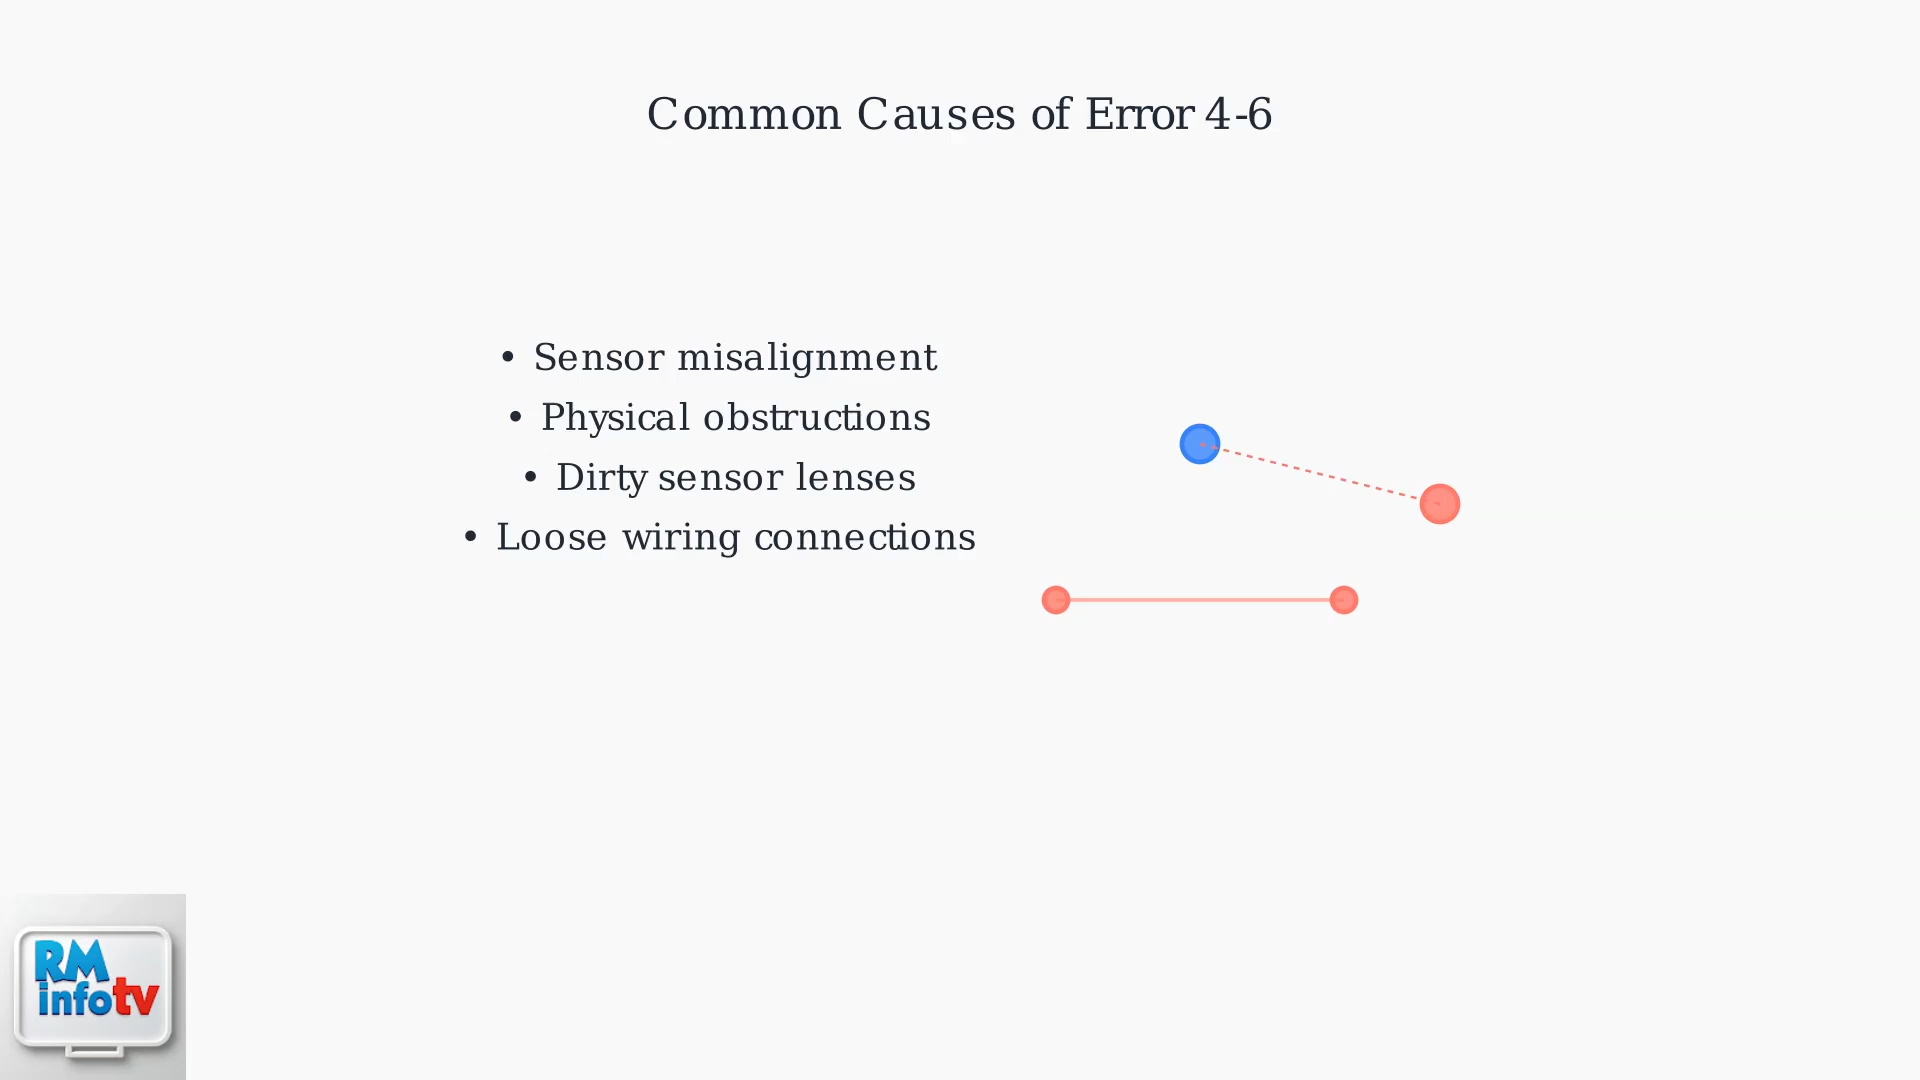 Common Causes of Error 4-6
• Sensor misalignment
• Physical obstructions
• Dirty sensor lenses
• Loose wiring connections
RM
infotv